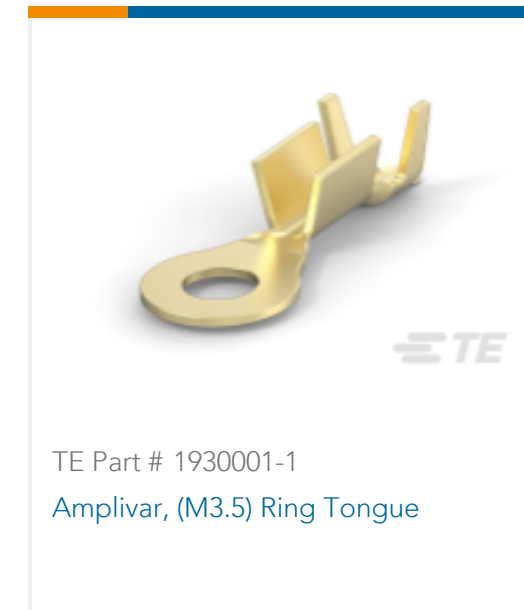 TE
TE Part # 1930001-1
Amplivar, (M3.5) Ring Tongue